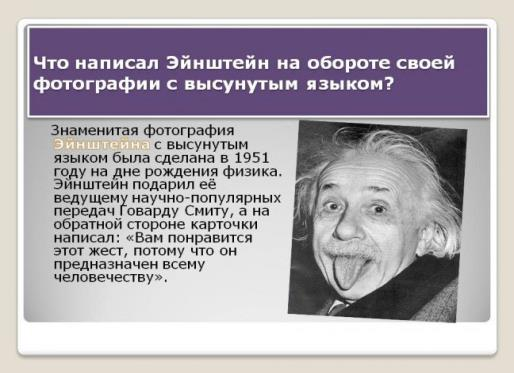 Что написал Эйнштейн на обороте своей
фотографии с высунутым языком?
Знаменитая фотография
Эйнштейна с высунутым
языком была сделана в 1951
году на дне рождения физика.
Эйнштейн подарил её
ведущему научно-популярных
передач Говарду Смиту, а на
обратной стороне карточки
написал: «Вам понравится
этот жест, потому что он
предназначен всему
человечеству».